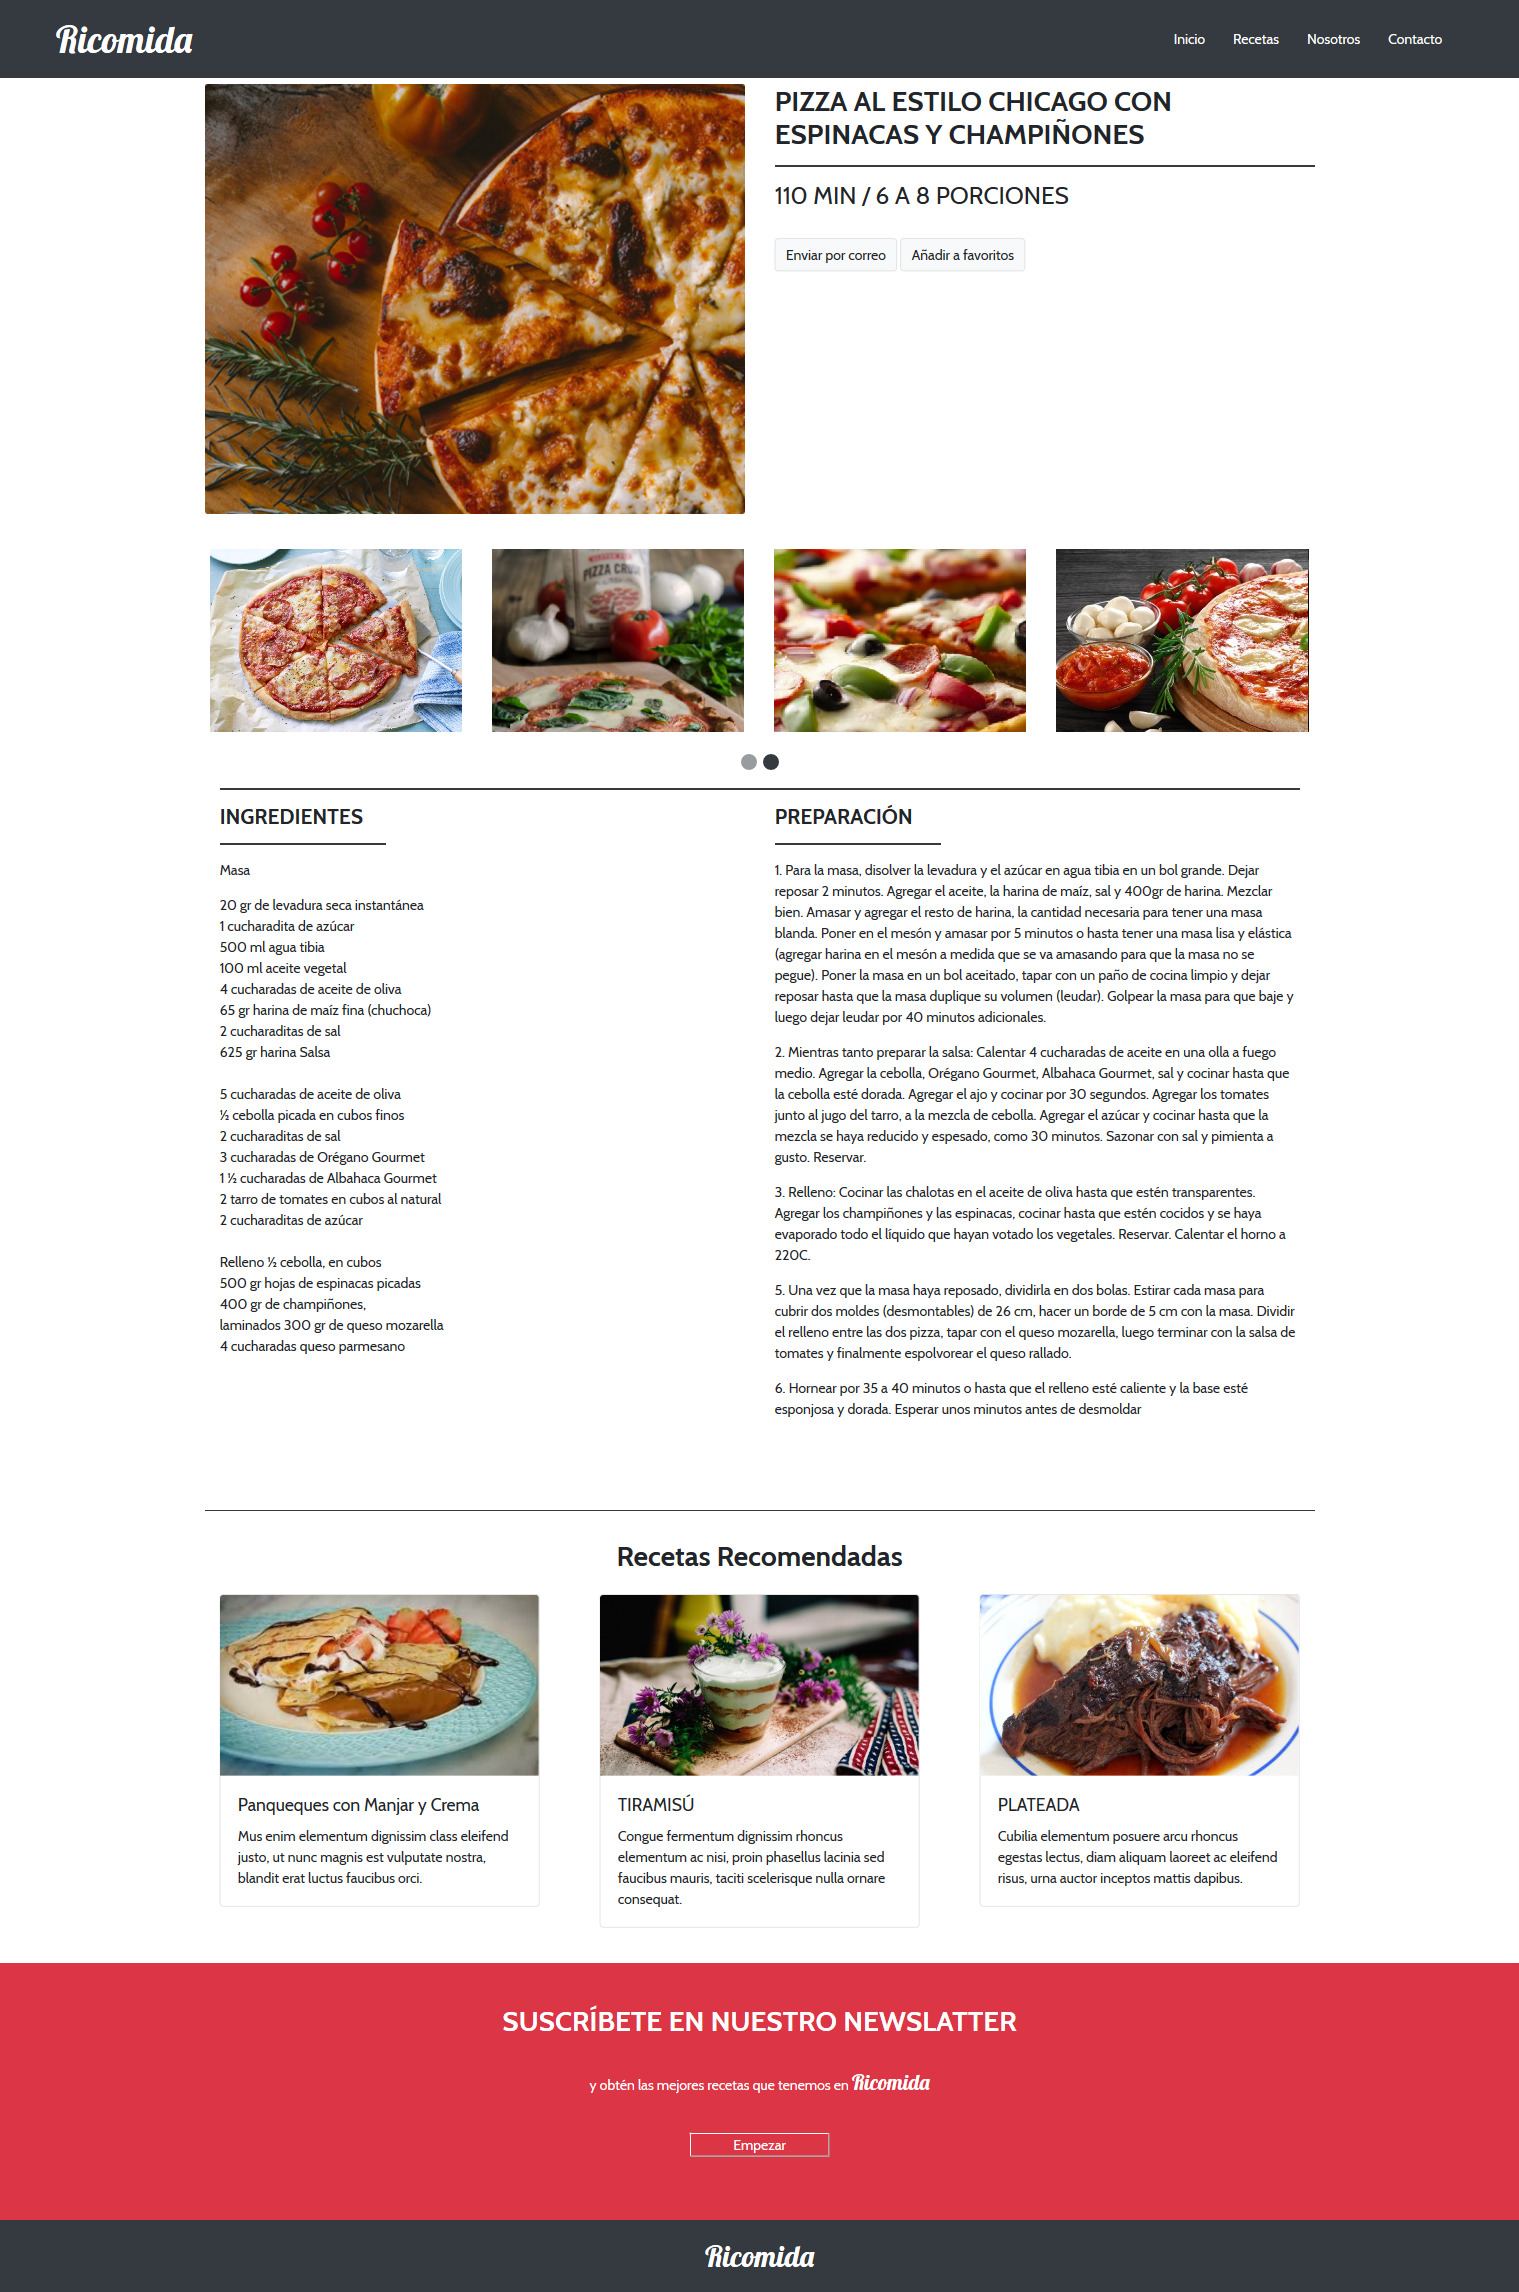 Ricomida
Inicio Recetas Nosotros Contacto
PIZZA AL ESTILO CHICAGO CON
ESPINACAS Y CHAMPIÑONES
110 MIN / 6 A 8 PORCIONES
Enviar por correo Añadir a favoritos
PIZZA
INGREDIENTES
Masa
20 gr de levadura seca instantánea
1 cucharadita de azúcar
500 ml agua tibia
100 ml aceite vegetal
4 cucharadas de aceite de oliva
65 gr harina de maíz fina (chuchoca)
2 cucharaditas de sal
625 gr harina Salsa
5 cucharadas de aceite de oliva
½ cebolla picada en cubos finos
2 cucharaditas de sal
3 cucharadas de Orégano Gourmet
1 ½ cucharadas de Albahaca Gourmet
2 tarro de tomates en cubos al natural
2 cucharaditas de azúcar
Relleno ½ cebolla, en cubos
500 gr hojas de espinacas picadas
400 gr de champiñones,
laminados 300 gr de queso mozarella
4 cucharadas queso parmesano
PREPARACIÓN
1. Para la masa, disolver la levadura y el azúcar en agua tibia en un bol grande. Dejar
reposar 2 minutos. Agregar el aceite, la harina de maíz, sal y 400gr de harina. Mezclar
bien. Amasar y agregar el resto de harina, la cantidad necesaria para tener una masa
blanda. Poner en el mesón y amasar por 5 minutos o hasta tener una masa lisa y elástica
(agregar harina en el mesón a medida que se va amasando para que la masa no se
pegue). Poner la masa en un bol aceitado, tapar con un paño de cocina limpio y dejar
reposar hasta que la masa duplique su volumen (leudar). Golpear la masa para que baje y
luego dejar leudar por 40 minutos adicionales.
2. Mientras tanto preparar la salsa: Calentar 4 cucharadas de aceite en una olla a fuego
medio. Agregar la cebolla, Orégano Gourmet, Albahaca Gourmet, sal y cocinar hasta que
la cebolla esté dorada. Agregar el ajo y cocinar por 30 segundos. Agregar los tomates
junto al jugo del tarro, a la mezcla de cebolla. Agregar el azúcar y cocinar hasta que la
mezcla se haya reducido y espesado, como 30 minutos. Sazonar con sal y pimienta a
gusto. Reservar.
3. Relleno: Cocinar las chalotas en el aceite de oliva hasta que estén transparentes.
Agregar los champiñones y las espinacas, cocinar hasta que estén cocidos y se haya
evaporado todo el líquido que hayan votado los vegetales. Reservar. Calentar el horno a
220C.
5. Una vez que la masa haya reposado, dividirla en dos bolas. Estirar cada masa para
cubrir dos moldes (desmontables) de 26 cm, hacer un borde de 5 cm con la masa. Dividir
el relleno entre las dos pizza, tapar con el queso mozarella, luego terminar con la salsa de
tomates y finalmente espolvorear el queso rallado.
6. Hornear por 35 a 40 minutos o hasta que el relleno esté caliente y la base esté
esponjosa y dorada. Esperar unos minutos antes de desmoldar
Recetas Recomendadas
Panqueques con Manjar y Crema
Mus enim elementum dignissim class eleifend
justo, ut nunc magnis est vulputate nostra,
blandit erat luctus faucibus orci.
TIRAMISÚ
Congue fermentum dignissim rhoncus
elementum ac nisi, proin phasellus lacinia sed
faucibus mauris, taciti scelerisque nulla ornare
consequat.
PLATEADA
Cubilia elementum posuere arcu rhoncus
egestas lectus, diam aliquam laoreet ac eleifend
risus, urna auctor inceptos mattis dapibus.
SUSCRÍBETE EN NUESTRO NEWSLATTER
y obtén las mejores recetas que tenemos en Ricomida
Empezar
Ricomida